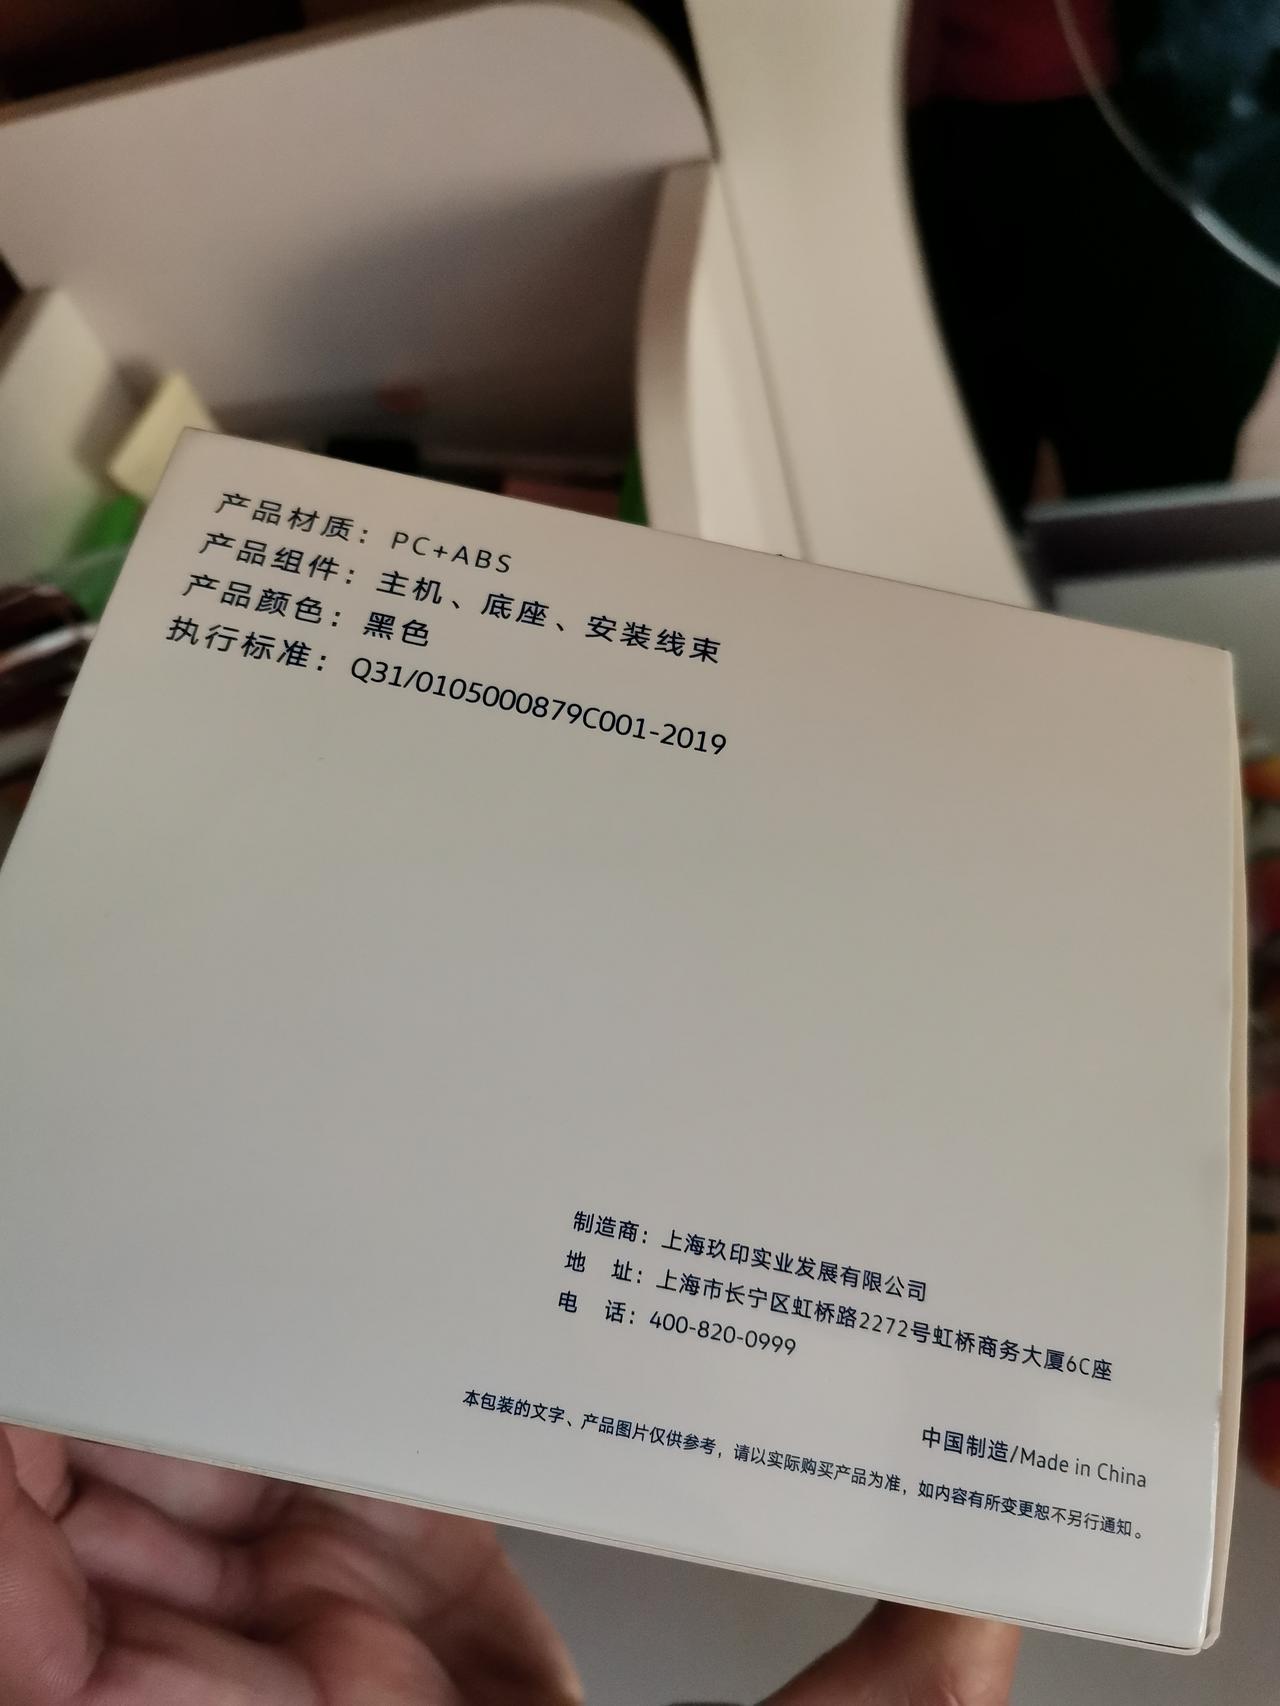 产品材质：PC+ABS
产品组件：主机、底座、安装线束
产品颜色：黑色
执行标准：Q31/0105000879C001-2019
制造商：上海玖印实业发展有限公司
地 址：上海市长宁区虹桥路2272号虹桥商务大厦6C座
电 话：400-820-0999
中国制造/Made in China
本包装的文字、产品图片仅供参考，请以实际购买产品为准，如内容有所变更恕不另行通知。